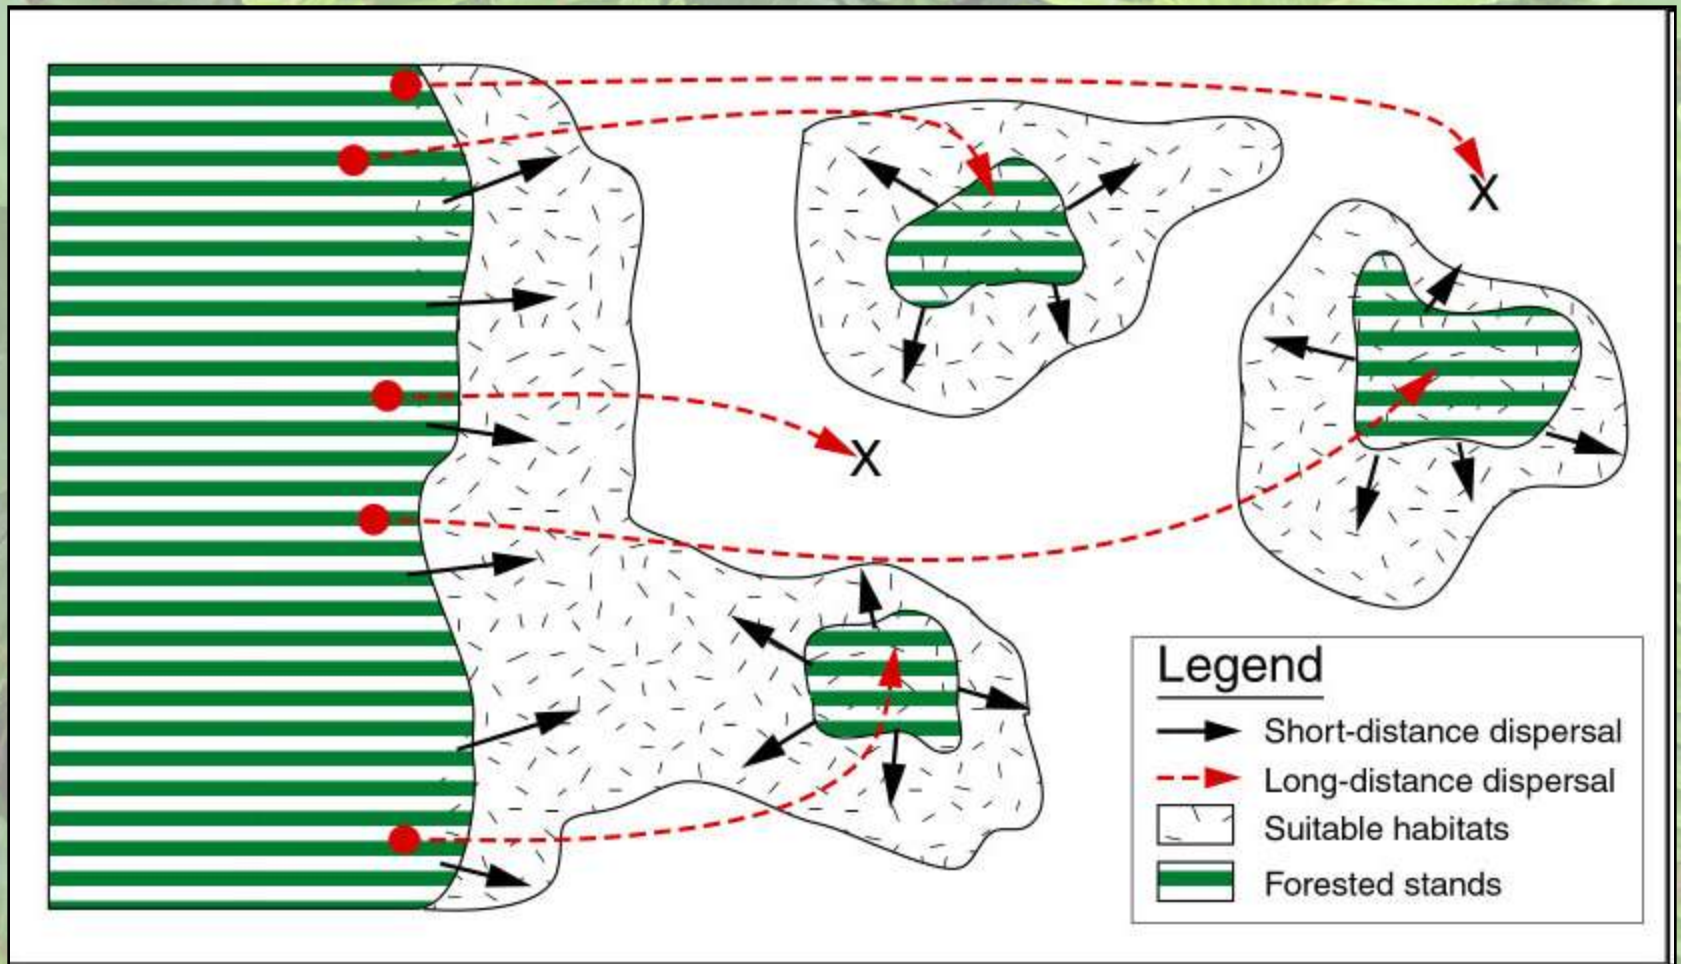 X
X
Legend
Short-distance dispersal
Long-distance dispersal
Suitable habitats
Forested stands